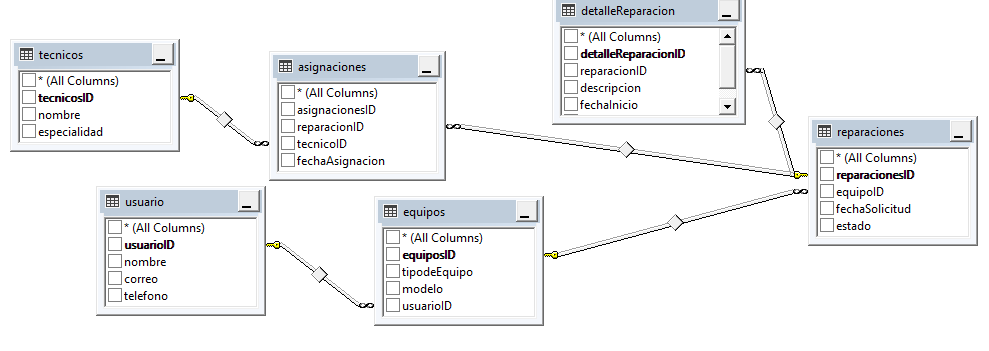 tecnicos
* (All Columns)
tecnicosID
nombre
especialidad
asignaciones
* (All Columns)
asignacionesID
reparacionID
tecnicoID
fechaAsignacion
detalleReparacion
* (All Columns)
detalleReparacionID
reparacionID
descripcion
fechaInicio
reparaciones
* (All Columns)
reparacionesID
equipoID
fechaSolicitud
estado
usuario
* (All Columns)
usuarioID
nombre
correo
telefono
equipos
* (All Columns)
equiposID
tipodeEquipo
modelo
usuarioID